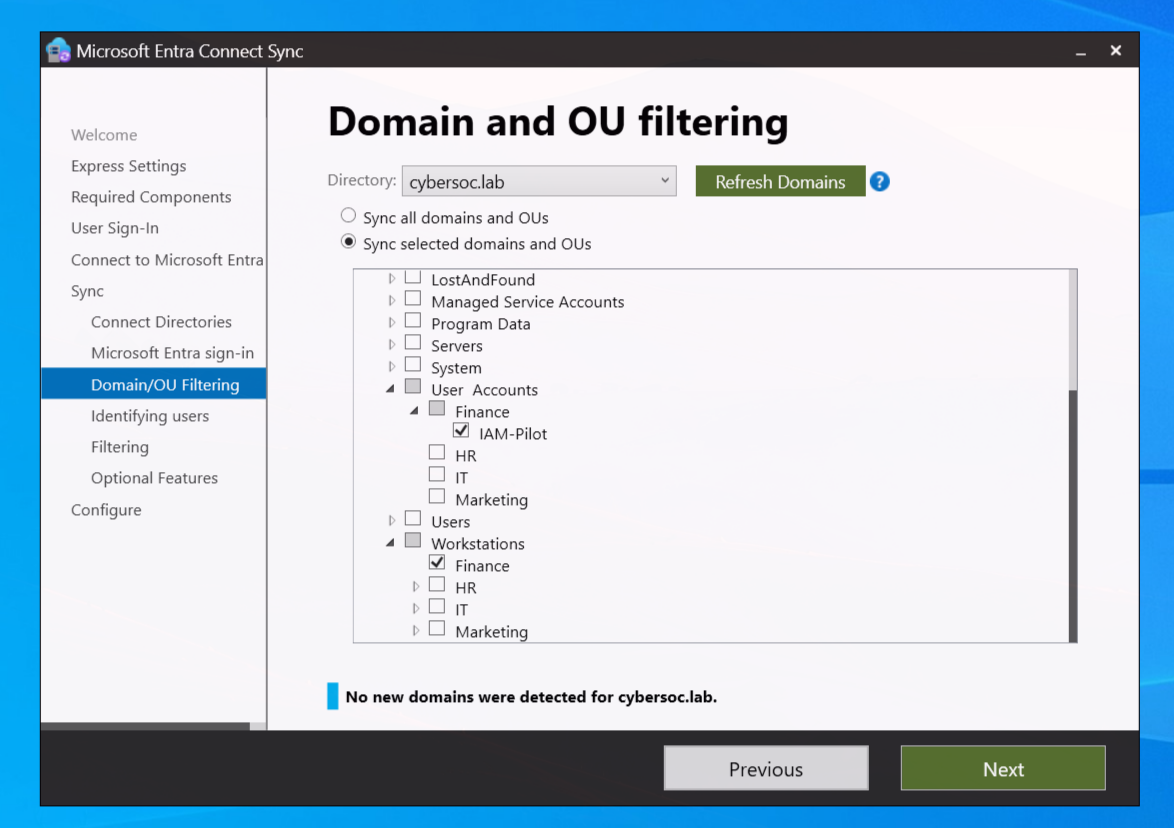 Microsoft Entra Connect Sync
Welcome
Express Settings
Required Components
User Sign-In
Connect to Microsoft Entra
Sync
Connect Directories
Microsoft Entra sign-in
Domain/OU Filtering
Identifying users
Filtering
Optional Features
Configure
Domain and OU filtering
Directory: cybersoc.lab
Refresh Domains
?
Sync all domains and OUs
Sync selected domains and OUs
LostAndFound
Managed Service Accounts
Program Data
Servers
System
User Accounts
Finance
IAM-Pilot
HR
IT
Marketing
Users
Workstations
Finance
HR
IT
Marketing
No new domains were detected for cybersoc.lab.
Previous
Next